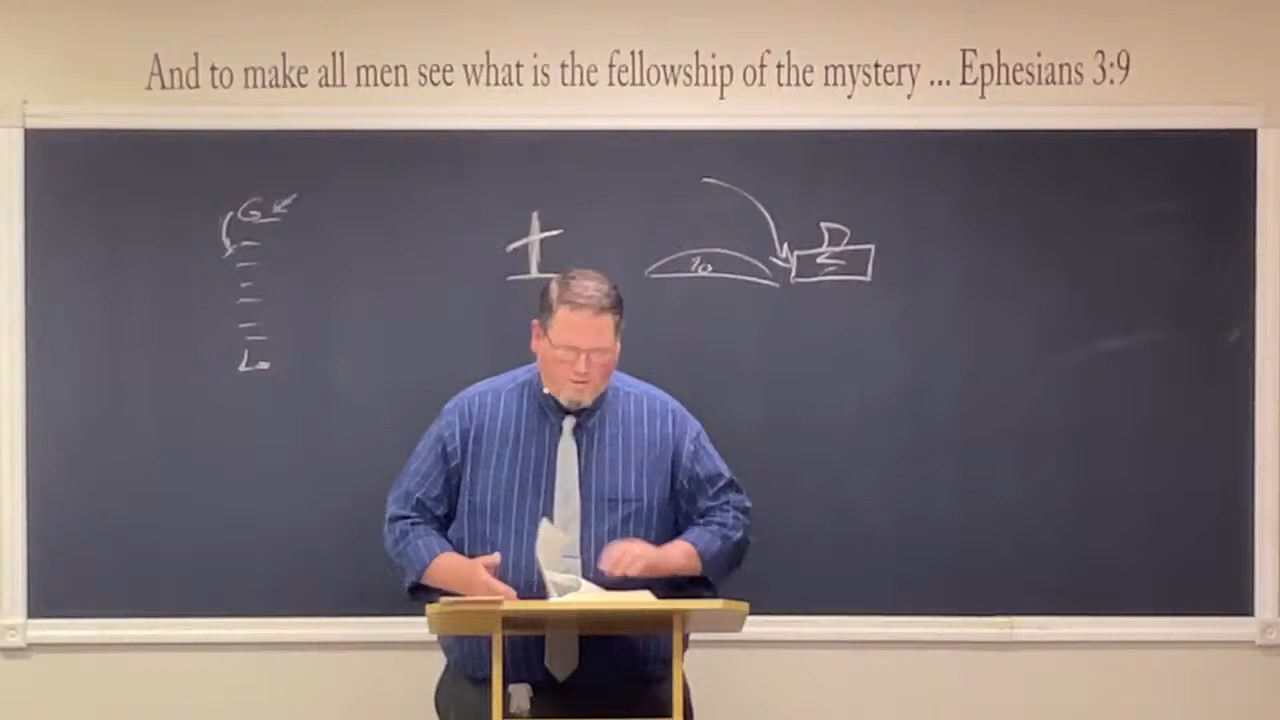 And to make all men see what is the fellowship of the mystery ... Ephesians 3:9
G
L